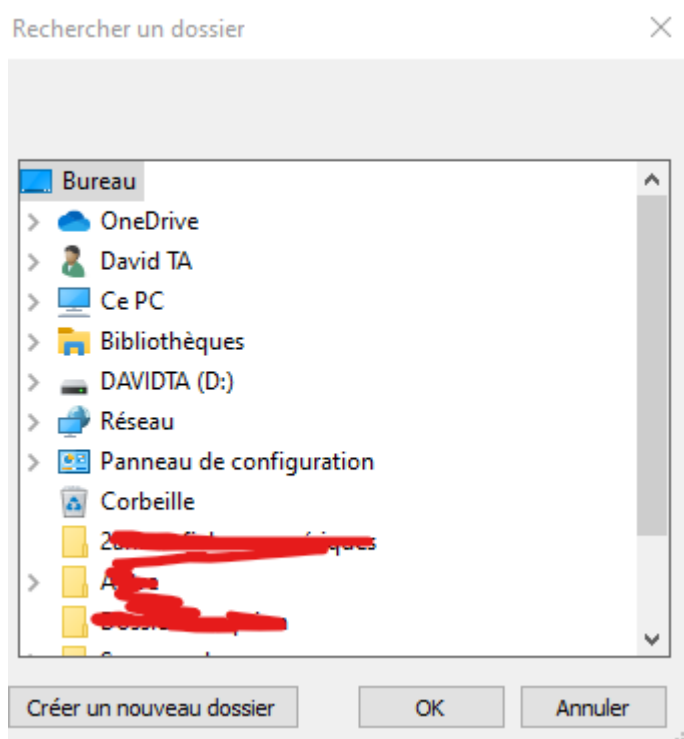 Rechercher un dossier
Bureau
OneDrive
David TA
Ce PC
Bibliothèques
DAVIDTA (D:)
Réseau
Panneau de configuration
Corbeille
Créer un nouveau dossier
OK
Annuler